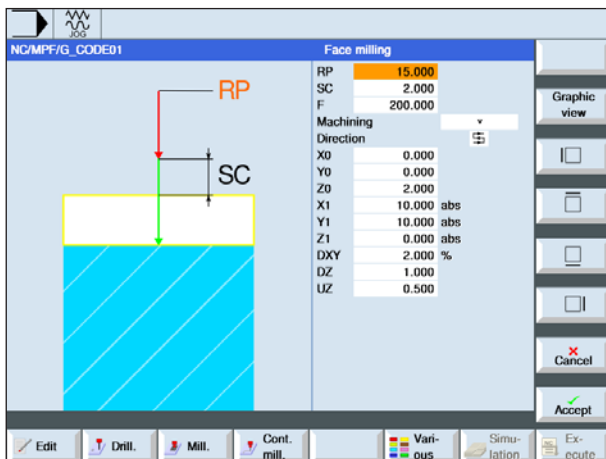 JOG
NC/MPF/G_CODE01
Face milling
RP
SC
RP 15.000
SC 2.000
F 200.000
Machining
Direction
X0 0.000
Y0 0.000
Z0 2.000
X1 10.000 abs
Y1 10.000 abs
Z1 0.000 abs
DXY 2.000 %
DZ 1.000
UZ 0.500
Graphic
view
Cancel
Accept
Edit
Drill.
Mill.
Cont.
mill.
Vari-
ous
Simu-
lation
NC
Ex-
ecute